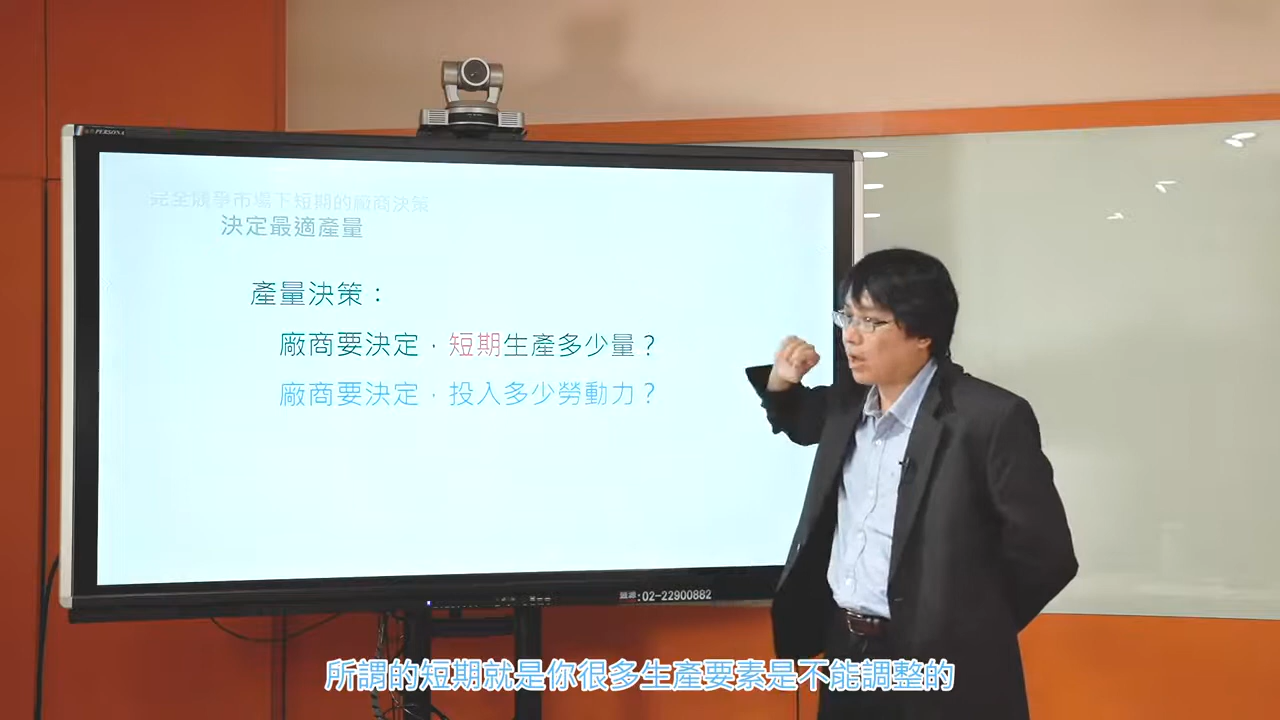 PERSONA
完全競爭市場下短期的廠商決策
決定最適產量
產量決策：
廠商要決定，短期生產多少量？
廠商要決定，投入多少勞動力？
:02-22900882
所謂的短期就是你很多生產要素是不能調整的